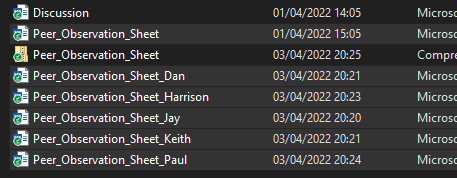 Discussion 01/04/2022 14:05 Microso
Peer_Observation_Sheet 01/04/2022 15:05 Microso
Peer_Observation_Sheet 03/04/2022 20:25 Compre
Peer_Observation_Sheet_Dan 03/04/2022 20:21 Microso
Peer_Observation_Sheet_Harrison 03/04/2022 20:23 Microso
Peer_Observation_Sheet_Jay 03/04/2022 20:20 Microso
Peer_Observation_Sheet_Keith 03/04/2022 20:21 Microso
Peer_Observation_Sheet_Paul 03/04/2022 20:24 Microso